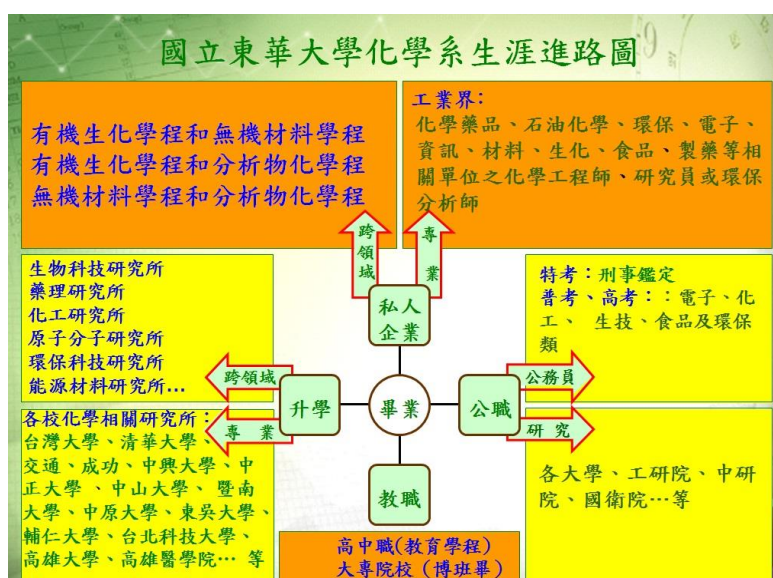 國立東華大學化學系生涯進路圖
有機生化學程和無機材料學程
有機生化學程和分析物化學程
無機材料學程和分析物化學程
工業界:
化學藥品、石油化學、環保、電子、
資訊、材料、生化、食品、製藥等相
關單位之化學工程師、研究員或環保
分析師
跨領域
專業
私人
企業
生物科技研究所
藥理研究所
化工研究所
原子分子研究所
環保科技研究所
能源材料研究所...
跨領域
特考：刑事鑑定
普考、高考：：電子、化
工、 生技、食品及環保
類
公務員
升學
畢業
公職
各校化學相關研究所：
台灣大學、清華大學、
交通、成功、中興大學、中
正大學 、中山大學、 暨南
大學、中原大學、東吳大學、
輔仁大學、台北科技大學、
高雄大學、高雄醫學院… 等
專 業
研究
各大學、工研院、中研
院、國衛院…等
教職
高中職(教育學程)
大專院校（博班畢）